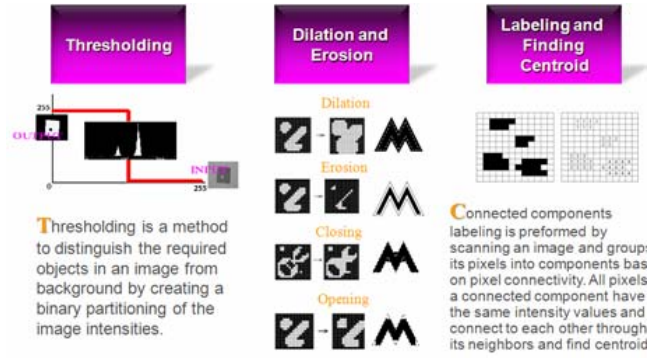 Thresholding
255
OUTPUT
INPUT
0
255
Thresholding is a method
to distinguish the required
objects in an image from
background by creating a
binary partitioning of the
image intensities.
Dilation and
Erosion
Dilation
Erosion
Closing
Opening
Labeling and
Finding
Centroid
Connected components
labeling is preformed by
scanning an image and groups
its pixels into components bas
on pixel connectivity. All pixels
a connected component have
the same intensity values and
connect to each other through
its neighbors and find centroid